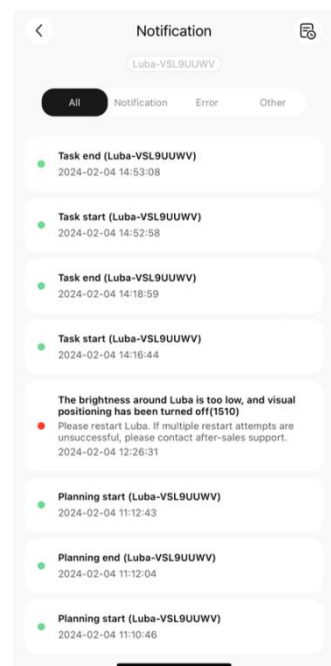 Notification
Luba-VSL9UUWV
All Notification Error Other
Task end (Luba-VSL9UUWV)
2024-02-04 14:53:08
Task start (Luba-VSL9UUWV)
2024-02-04 14:52:58
Task end (Luba-VSL9UUWV)
2024-02-04 14:18:59
Task start (Luba-VSL9UUWV)
2024-02-04 14:16:44
The brightness around Luba is too low, and visual
positioning has been turned off(1510)
Please restart Luba. If multiple restart attempts are
unsuccessful, please contact after-sales support.
2024-02-04 12:26:31
Planning start (Luba-VSL9UUWV)
2024-02-04 11:12:43
Planning end (Luba-VSL9UUWV)
2024-02-04 11:12:04
Planning start (Luba-VSL9UUWV)
2024-02-04 11:10:46